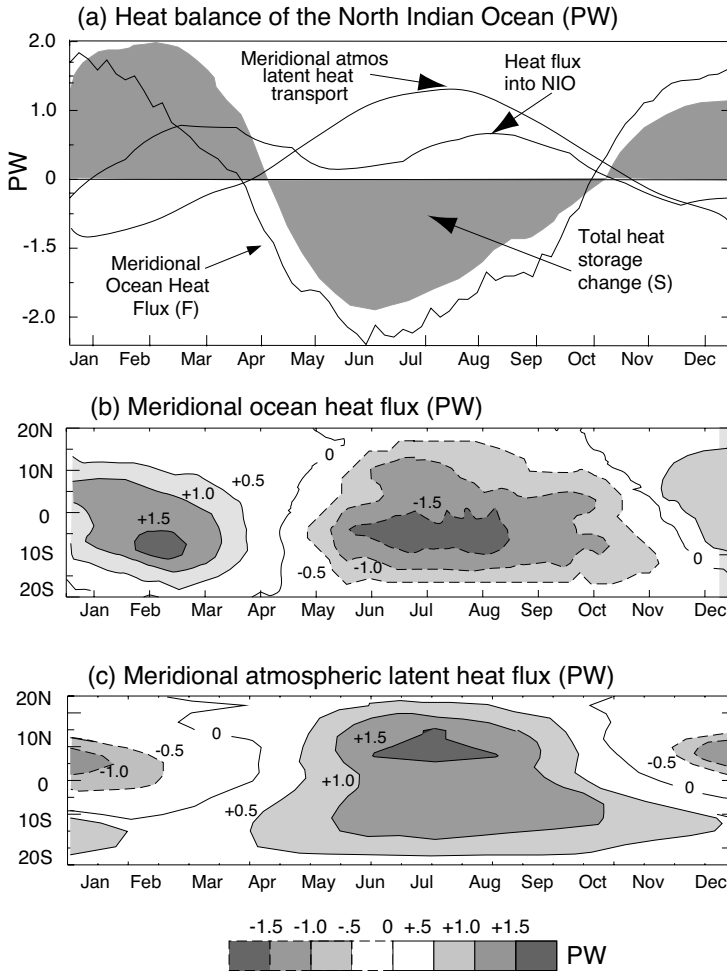 (a) Heat balance of the North Indian Ocean (PW)
2.0
1.0
0
-1.5
-2.0
PW
Meridional atmos
latent heat
transport
Heat flux
into NIO
Meridional
Ocean Heat
Flux (F)
Total heat
storage
change (S)
Jan Feb Mar Apr May Jun Jul Aug Sep Oct Nov Dec
(b) Meridional ocean heat flux (PW)
20N
10N
0
10S
20S
+0.5
+1.0
+1.5
0
-1.5
-0.5
-1.0
0
Jan Feb Mar Apr May Jun Jul Aug Sep Oct Nov Dec
(c) Meridional atmospheric latent heat flux (PW)
20N
10N
0
10S
20S
0
-0.5
-1.0
+1.5
+1.0
+0.5
-0.5
0
Jan Feb Mar Apr May Jun Jul Aug Sep Oct Nov Dec
-1.5 -1.0 -.5 0 +.5 +1.0 +1.5
PW